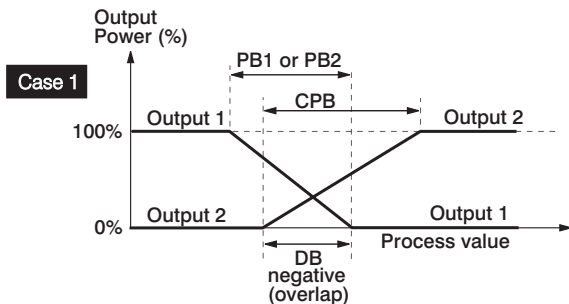 Output
Power (%)
PB1 or PB2
Case 1
CPB
Output 1
Output 2
100%
Output 2
Output 1
0%
Process value
DB
negative
(overlap)